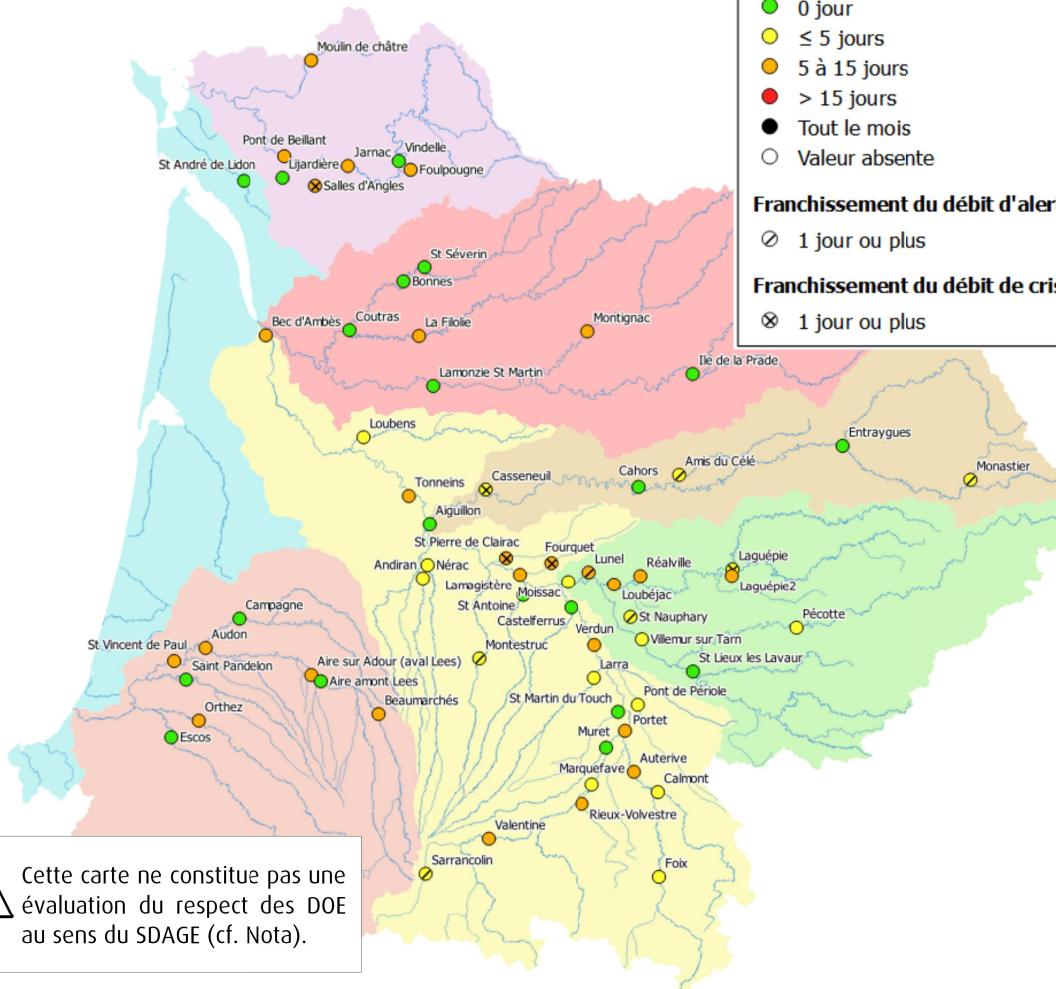 0 jour
≤ 5 jours
5 à 15 jours
> 15 jours
Tout le mois
Valeur absente
Franchissement du débit d'aler
1 jour ou plus
Franchissement du débit de cris
1 jour ou plus
Moulin de châtre
Pont de Beillant
Jarnac
Vindelle
St André de Lidon
Lijardière
Foulpougne
Salles d'Angles
St Séverin
Bonnes
Bec d'Ambès
Coutras
La Filolie
Montignac
Lamonzie St Martin
Ile de la Prade
Loubens
Entraygues
Amis du Célé
Monastier
Casseneuil
Cahors
Tonneins
Aiguillon
St Pierre de Clairac
Fourquet
Lunel
Réalville
Laguépie
Andiran
Nérac
Lamagistère
Moissac
Loubéjac
Laguépie2
St Antoine
Castelferrus
St Nauphary
Pécotte
Campagne
Verdun
Villemur sur Tarn
Audon
St Vincent de Paul
Montestruc
St Lieux les Lavaur
Saint Pandelon
Aire sur Adour (aval Lees)
Larra
Aire amont Lees
Pont de Périole
St Martin du Touch
Beaumarchés
Orthez
Portet
Escos
Muret
Auterive
Marquefave
Calmont
Rieux-Volvestre
Valentine
Sarrancolin
Foix
Cette carte ne constitue pas une
évaluation du respect des DOE
au sens du SDAGE (cf. Nota).